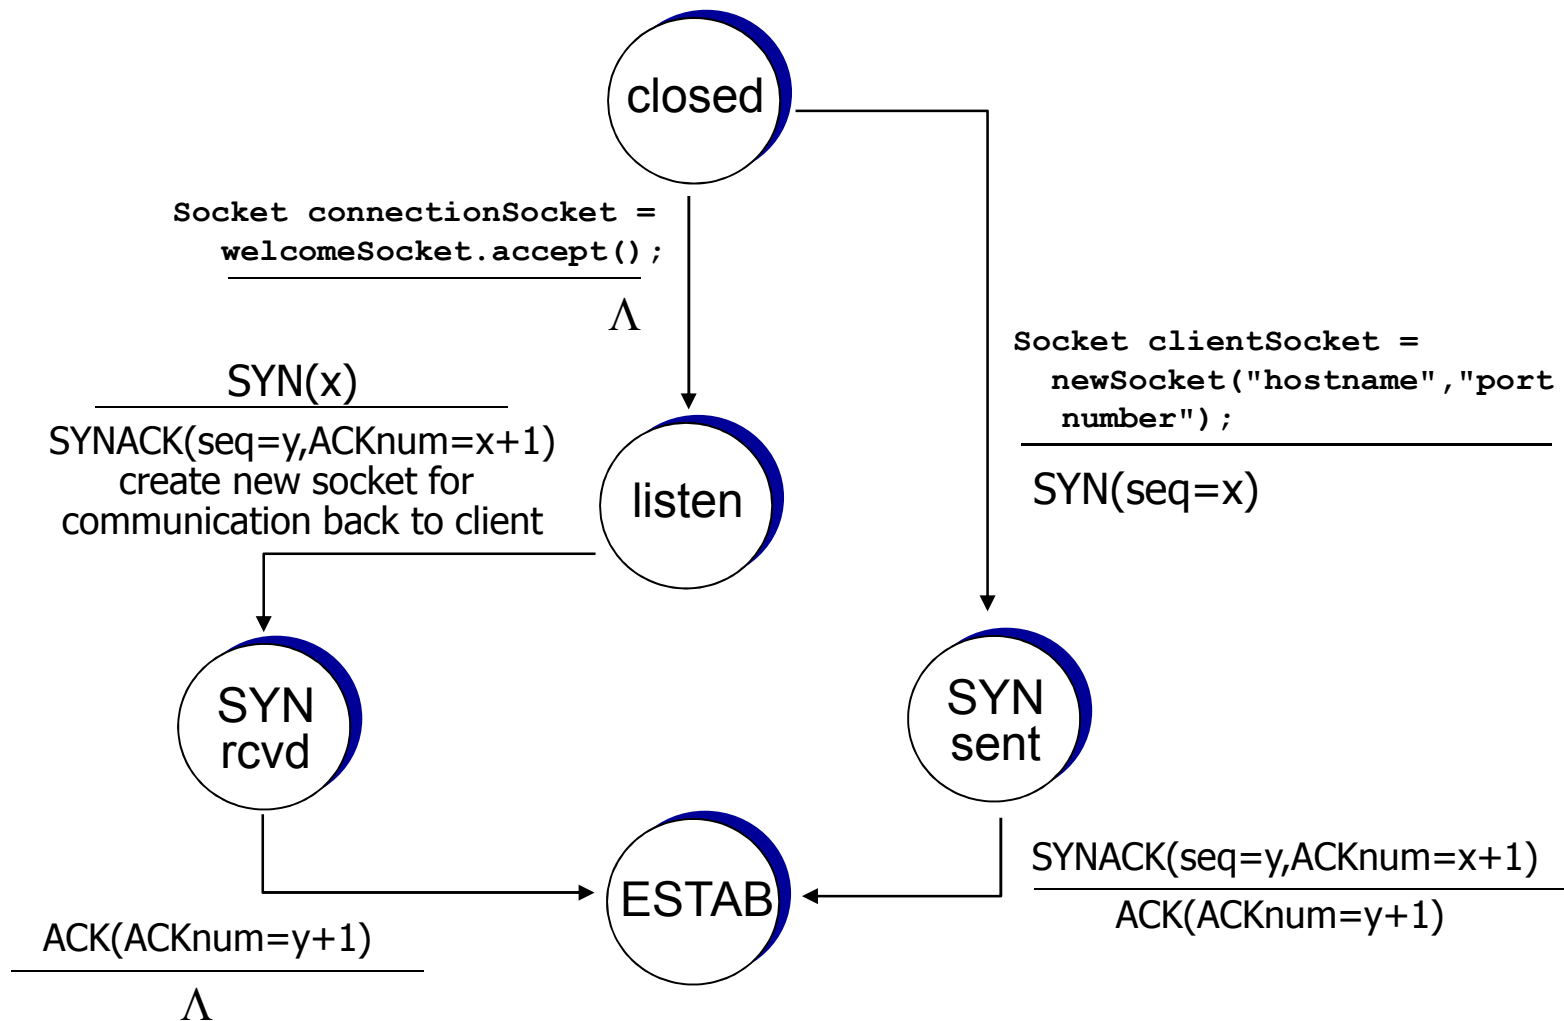 closed
Socket connectionSocket =
welcomeSocket.accept();
Λ
Socket clientSocket =
newSocket("hostname","port
number");
SYN(seq=x)
SYN(x)
SYNACK(seq=y,ACKnum=x+1)
create new socket for
communication back to client
listen
SYN
rcvd
SYN
sent
ESTAB
SYNACK(seq=y,ACKnum=x+1)
ACK(ACKnum=y+1)
ACK(ACKnum=y+1)
Λ